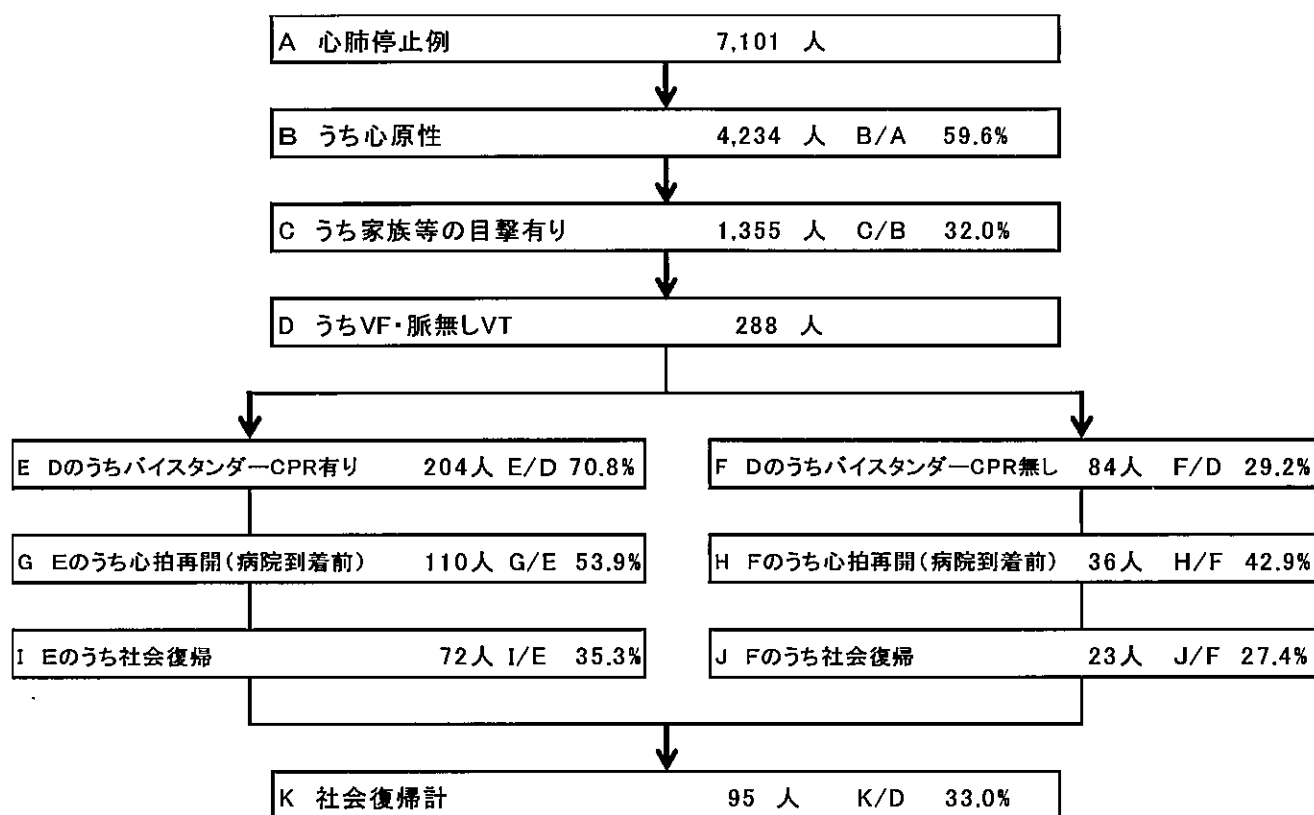 A 心肺停止例 7,101 人
B うち心原性 4,234 人 B/A 59.6%
C うち家族等の目撃有り 1,355 人 C/B 32.0%
D うちVF・脈無しVT 288 人
E Dのうちバイスタンダー―CPR有り 204人 E/D 70.8%
F Dのうちバイスタンダー―CPR無し 84人 F/D 29.2%
G Eのうち心拍再開(病院到着前) 110人 G/E 53.9%
H Fのうち心拍再開(病院到着前) 36人 H/F 42.9%
I Eのうち社会復帰 72人 I/E 35.3%
J Fのうち社会復帰 23人 J/F 27.4%
K 社会復帰計 95 人 K/D 33.0%